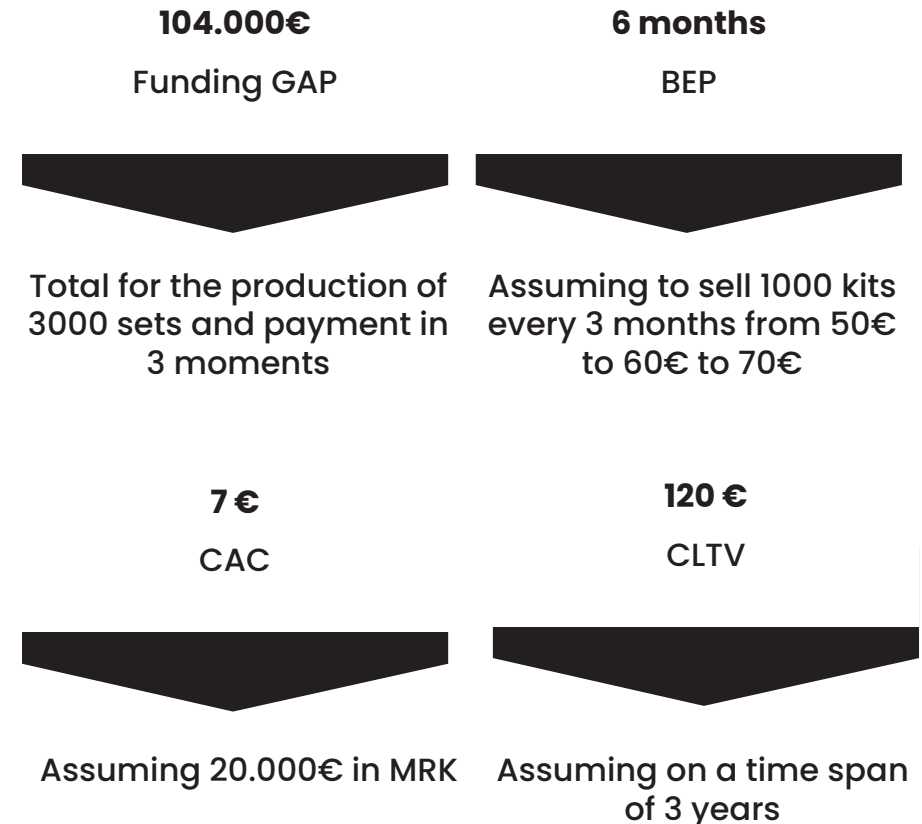 104.000€
Funding GAP
Total for the production of
3000 sets and payment in
3 moments
6 months
BEP
Assuming to sell 1000 kits
every 3 months from 50€
to 60€ to 70€
7 €
CAC
Assuming 20.000€ in MRK
120 €
CLTV
Assuming on a time span
of 3 years